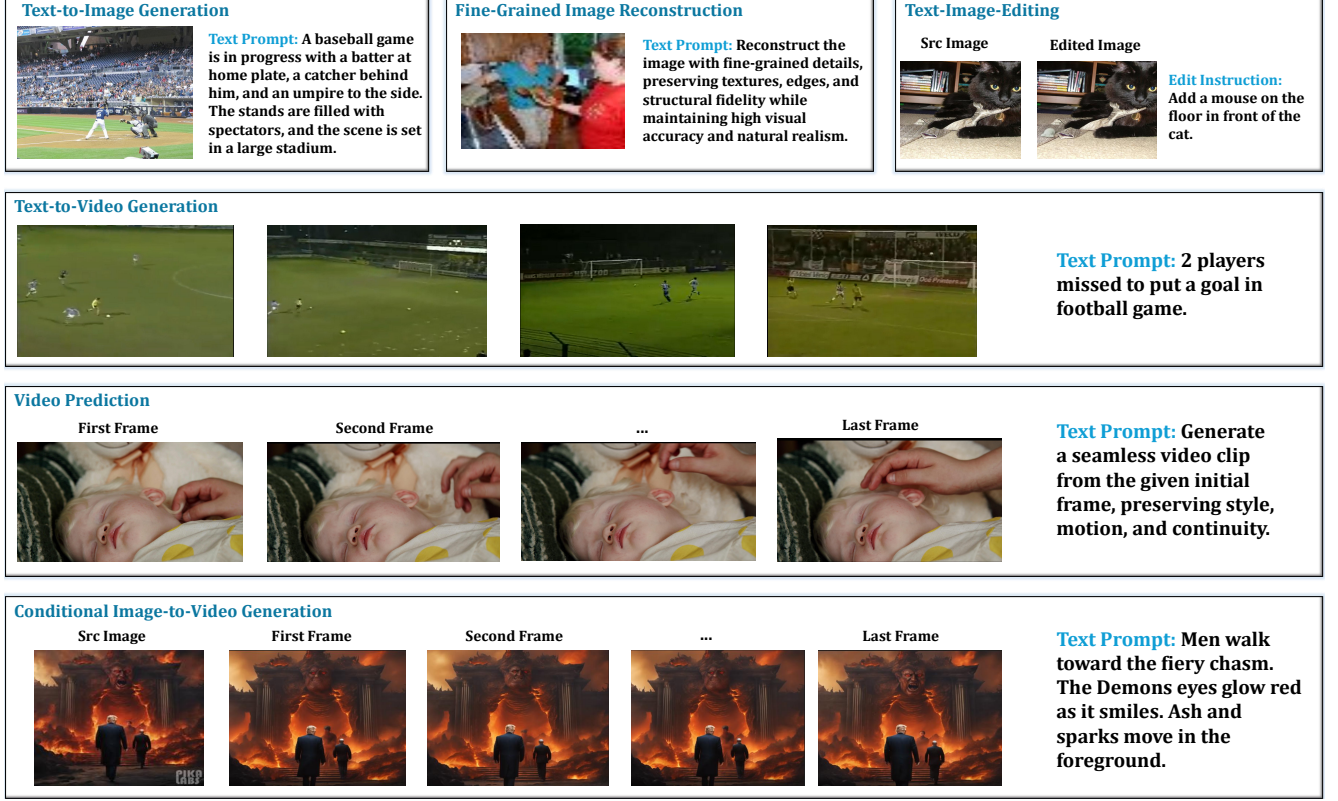 Text-to-Image Generation
Text Prompt: A baseball game
is in progress with a batter at
home plate, a catcher behind
him, and an umpire to the side.
The stands are filled with
spectators, and the scene is set
in a large stadium.
Fine-Grained Image Reconstruction
Text Prompt: Reconstruct the
image with fine-grained details,
preserving textures, edges, and
structural fidelity while
maintaining high visual
accuracy and natural realism.
Text-Image-Editing
Src Image
Edited Image
Edit Instruction:
Add a mouse on the
floor in front of the
cat.
Text-to-Video Generation
Text Prompt: 2 players
missed to put a goal in
football game.
Video Prediction
First Frame
Second Frame
...
Last Frame
Text Prompt: Generate
a seamless video clip
from the given initial
frame, preserving style,
motion, and continuity.
Conditional Image-to-Video Generation
Src Image
First Frame
Second Frame
...
Last Frame
PIKA
LABS
Text Prompt: Men walk
toward the fiery chasm.
The Demons eyes glow red
as it smiles. Ash and
sparks move in the
foreground.